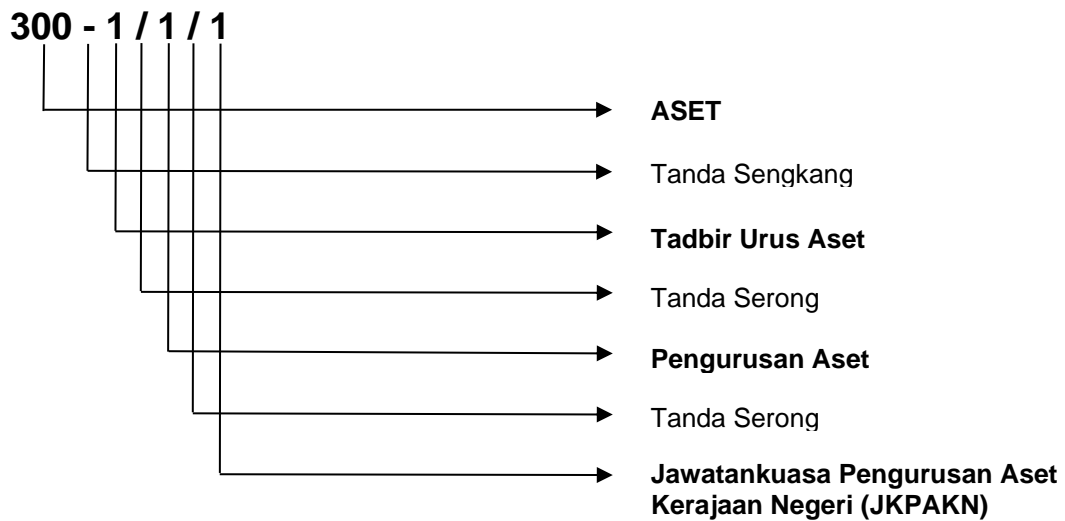 300 - 1 / 1 / 1
ASET
Tanda Sengkang
Tadbir Urus Aset
Tanda Serong
Pengurusan Aset
Tanda Serong
Jawatankuasa Pengurusan Aset
Kerajaan Negeri (JKPAKN)